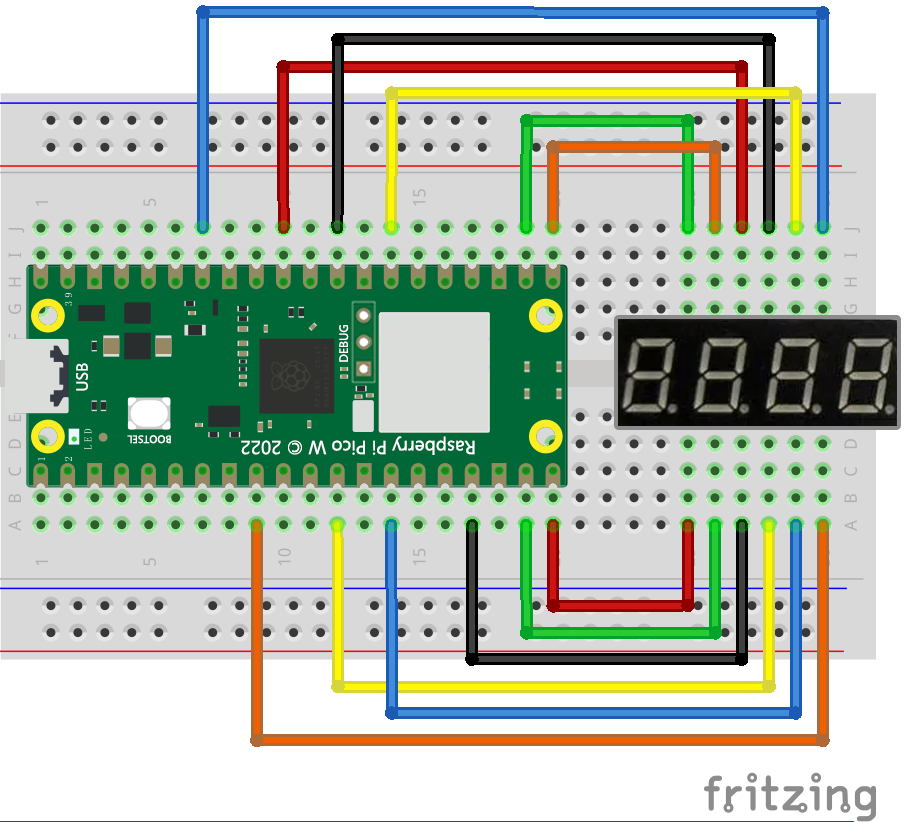 1 5 15
J J
I I
H H
G G
39
DEBUG
USB
BOOTSEL
LED
Raspberry Pi Pico W © 2022
E
D D
1 2
C C
B B
A A
1 5 10 15
fritzing